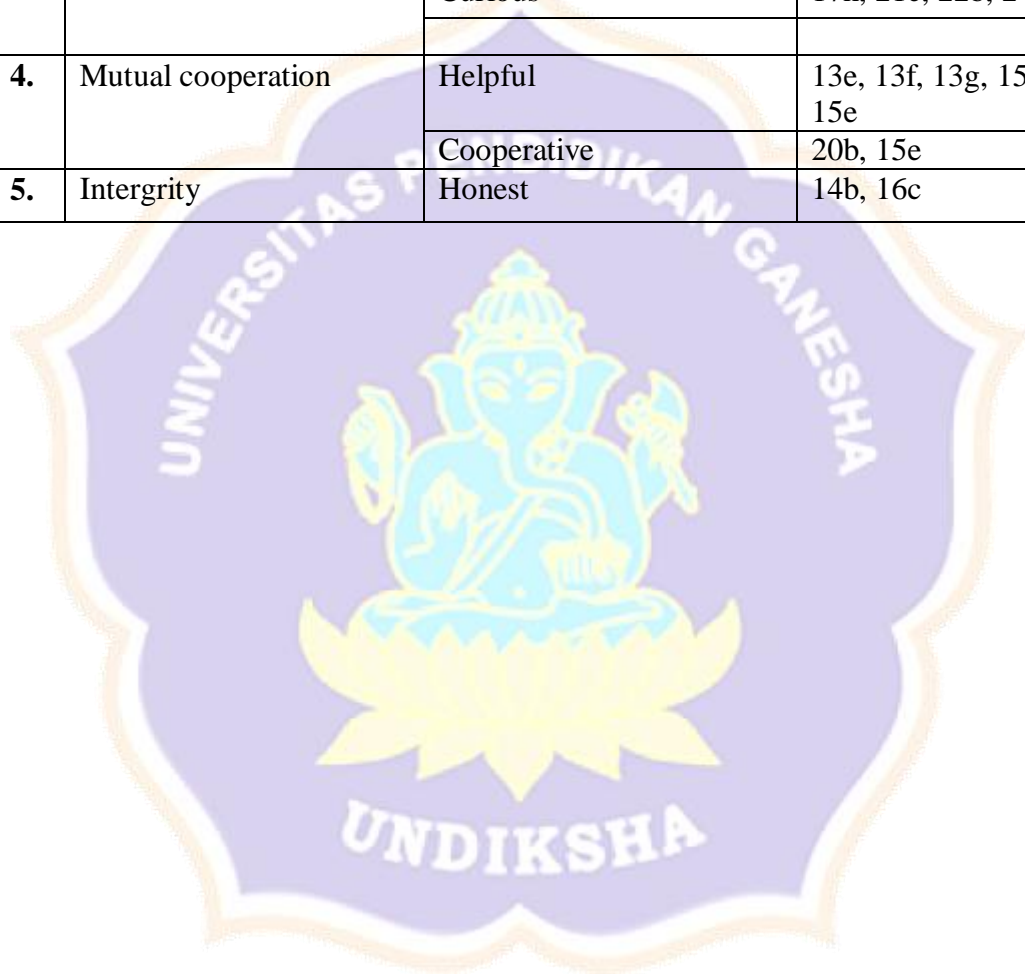 4. Mutual cooperation Helpful 13e, 13f, 13g,
15e
Cooperative 20b, 15e
5. Intergrity Honest 14b, 16c
UNIVERSITAS PENDIDIKAN GANESHA
UNDIKSHA